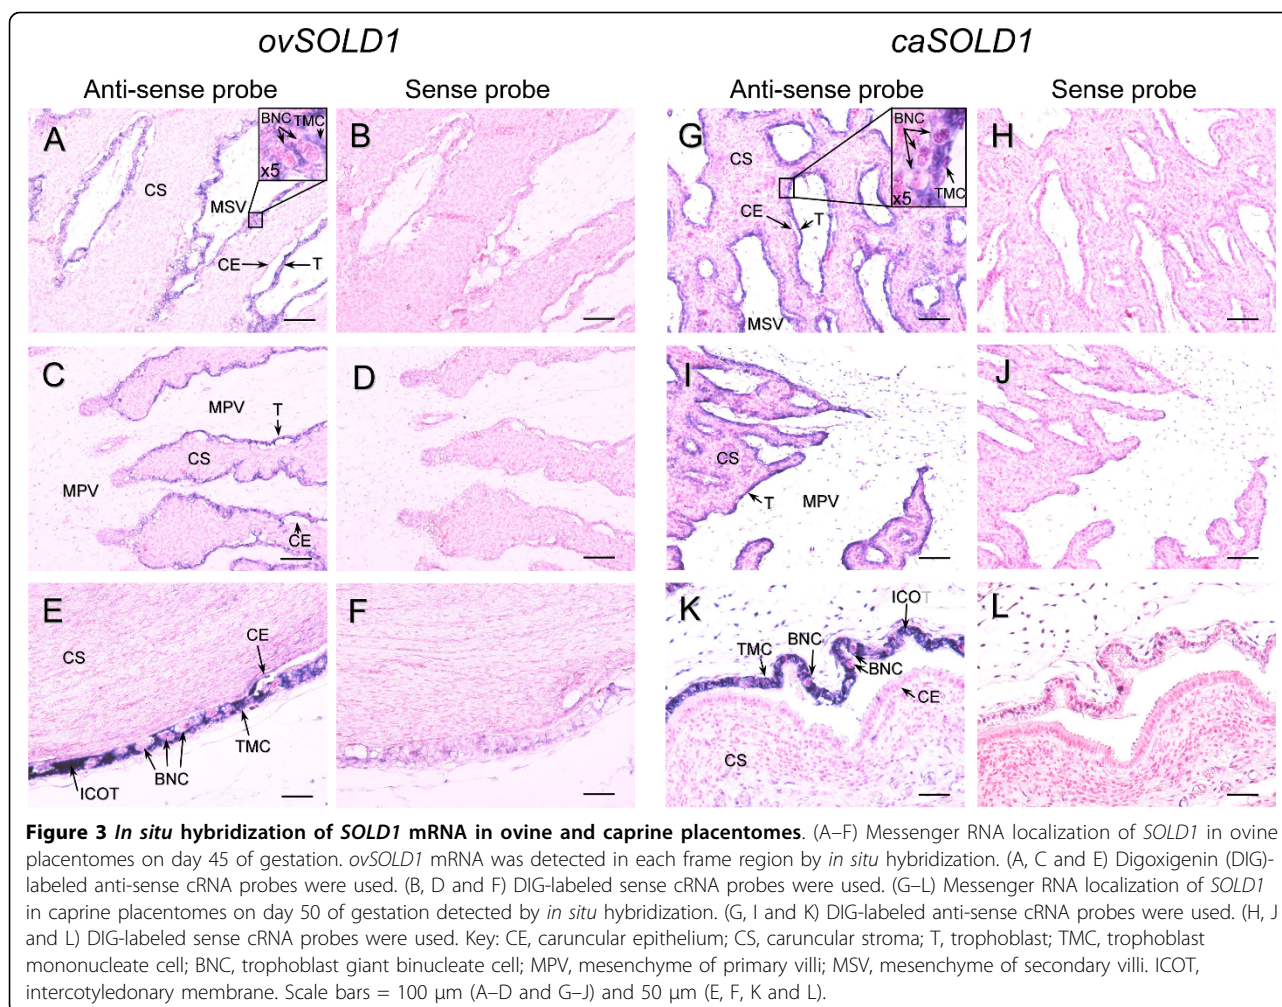 ovSOLD1
caSOLD1
Anti-sense probe
Sense probe
Anti-sense probe
Sense probe
A
BNC TMC
x5
CS
MSV
CE
T
B
G
BNC
CS
x5
TMC
CE
T
MSV
H
C
MPV
T
CS
MPV
CE
D
I
CS
T
MPV
J
E
CE
CS
TMC
BNC
ICOT
F
K
ICOT
BNC
TMC
BNC
CE
CS
L
Figure 3 In situ hybridization of SOLD1 mRNA in ovine and caprine placentomes. (A–F) Messenger RNA localization of SOLD1 in ovine
placentomes on day 45 of gestation. ovSOLD1 mRNA was detected in each frame region by in situ hybridization. (A, C and E) Digoxigenin (DIG)-
labeled anti-sense cRNA probes were used. (B, D and F) DIG-labeled sense cRNA probes were used. (G–L) Messenger RNA localization of SOLD1
in caprine placentomes on day 50 of gestation detected by in situ hybridization. (G, I and K) DIG-labeled anti-sense cRNA probes were used. (H, J
and L) DIG-labeled sense cRNA probes were used. Key: CE, caruncular epithelium; CS, caruncular stroma; T, trophoblast; TMC, trophoblast
mononucleate cell; BNC, trophoblast giant binucleate cell; MPV, mesenchyme of primary villi; MSV, mesenchyme of secondary villi. ICOT,
intercotyledonary membrane. Scale bars = 100 μm (A–D and G–J) and 50 μm (E, F, K and L).